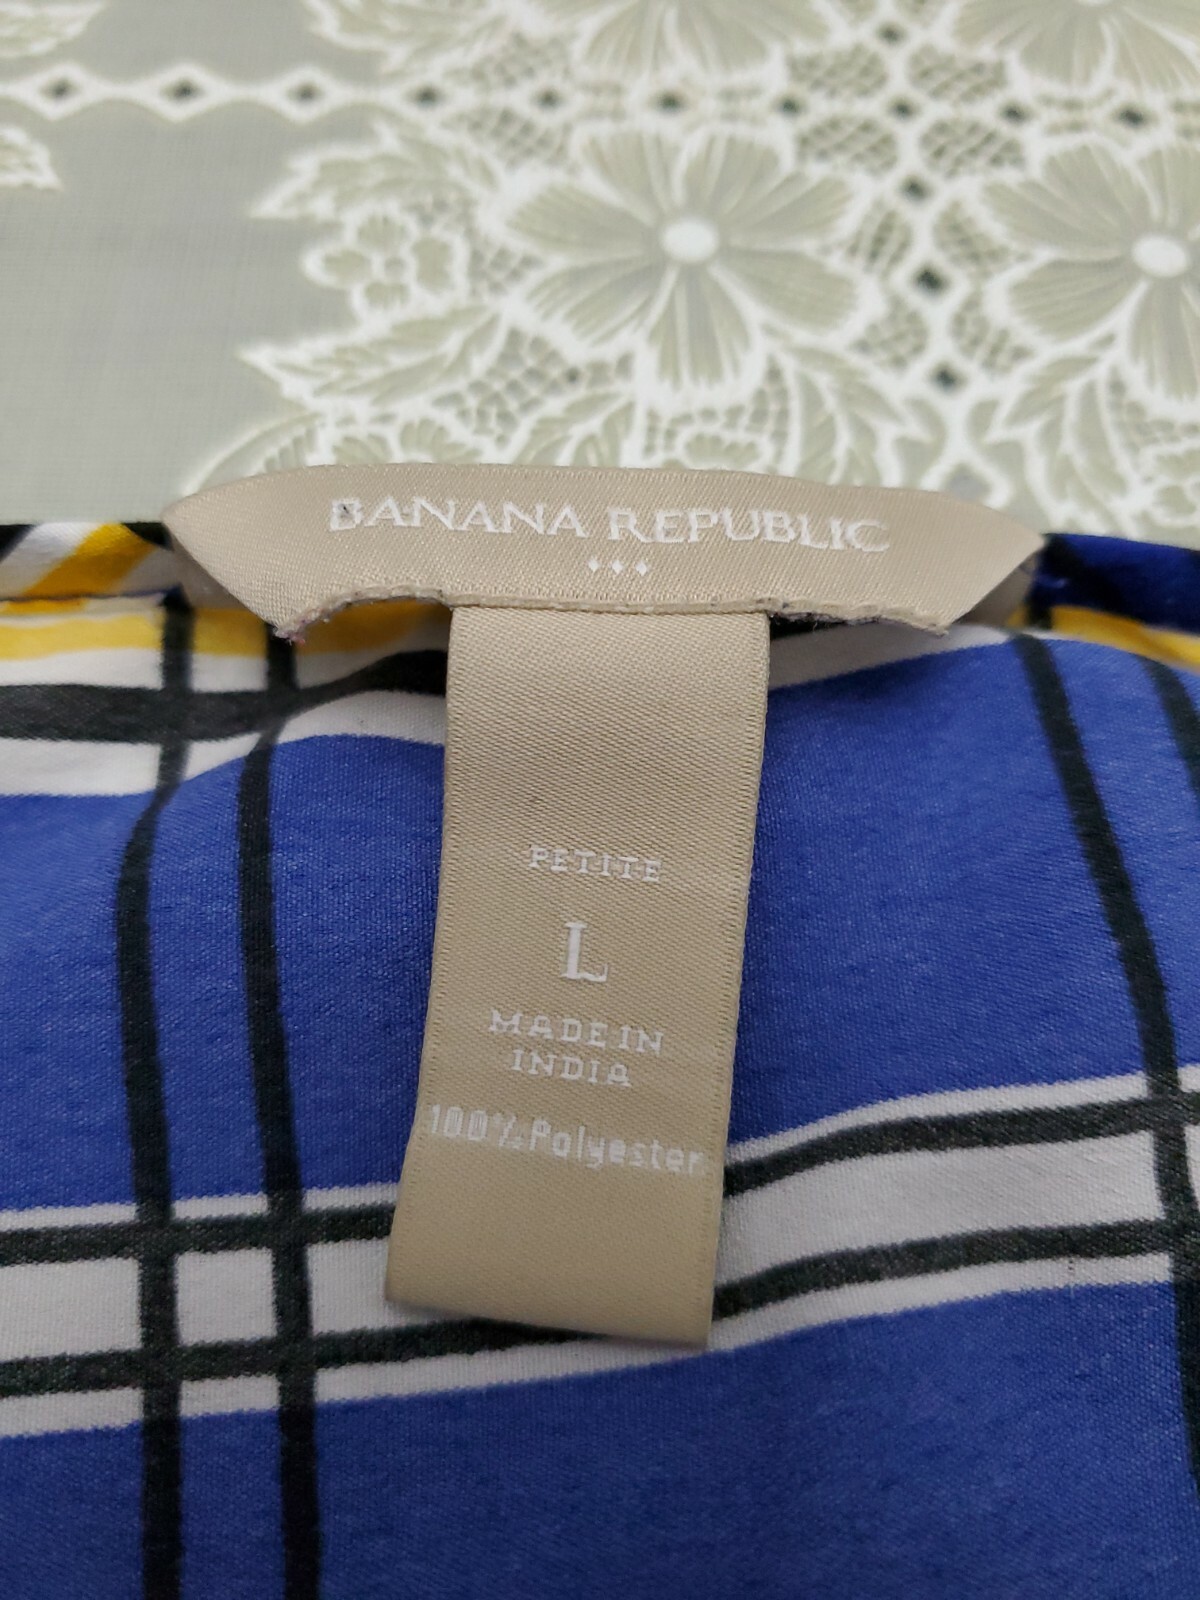 BANANA REPUBLIC
PETITE
L
MADE IN
INDIA
100% Polyester